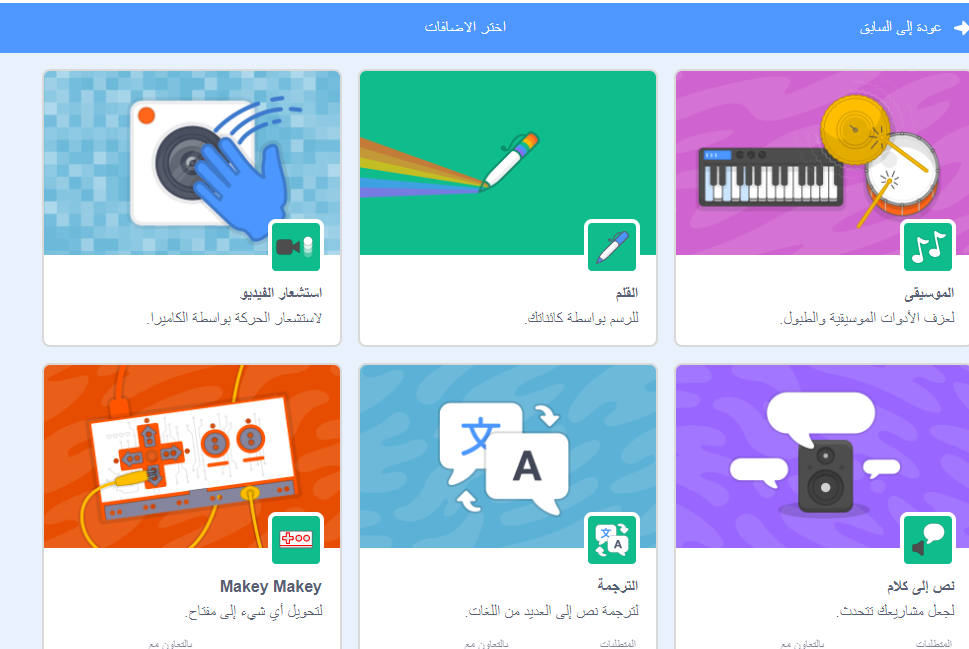 عودة إلى السابق
اختر الاضافات
الموسيقى
لعزف الأدوات الموسيقية والطبول.
القلم
للرسم بواسطة كائناتك.
استشعار الفيديو
لاستشعار الحركة بواسطة الكاميرا.
文
A
文
A
نص إلى كلام
لجعل مشاريعك تتحدث.
المتطلبات
بالتعاون مع
الترجمة
لترجمة نص إلى العديد من اللغات.
المتطلبات
بالتعاون مع
Makey Makey
لتحويل أي شيء إلى مفتاح.
بالتعاون مع